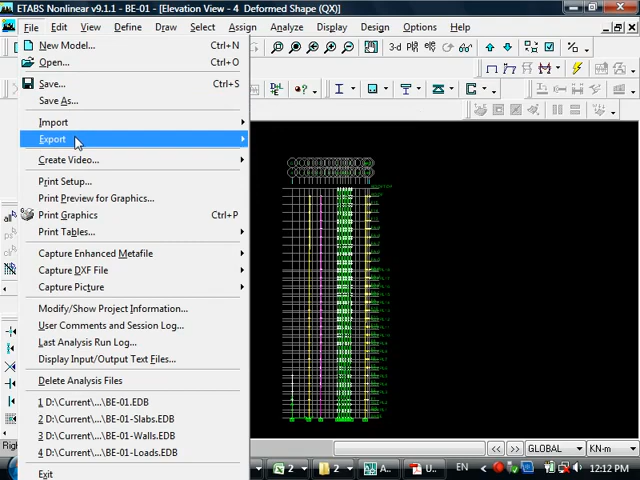 ETABS Nonlinear v9.1.1 - BE-01 - [Elevation View - 4 Deformed Shape (QX)]
File Edit View Define Draw Select Assign Analyze Display Design Options Help
New Model... Ctrl+N
3-d
Open... Ctrl+O
Save... Ctrl+S
Save As...
Import
Export
Create Video...
Print Setup...
Print Preview for Graphics...
Print Graphics Ctrl+P
Print Tables...
Capture Enhanced Metafile
Capture DXF File
Capture Picture
Modify/Show Project Information...
User Comments and Session Log...
Last Analysis Run Log...
Display Input/Output Text Files...
Delete Analysis Files
1 D:\Current\...\BE-01.EDB
2 D:\Current\...\BE-01-Slabs.EDB
3 D:\Current\...\BE-01-Walls.EDB
4 D:\Current\...\BE-01-Loads.EDB
GLOBAL KN-m
Exit
2 2 EN 12:12 PM